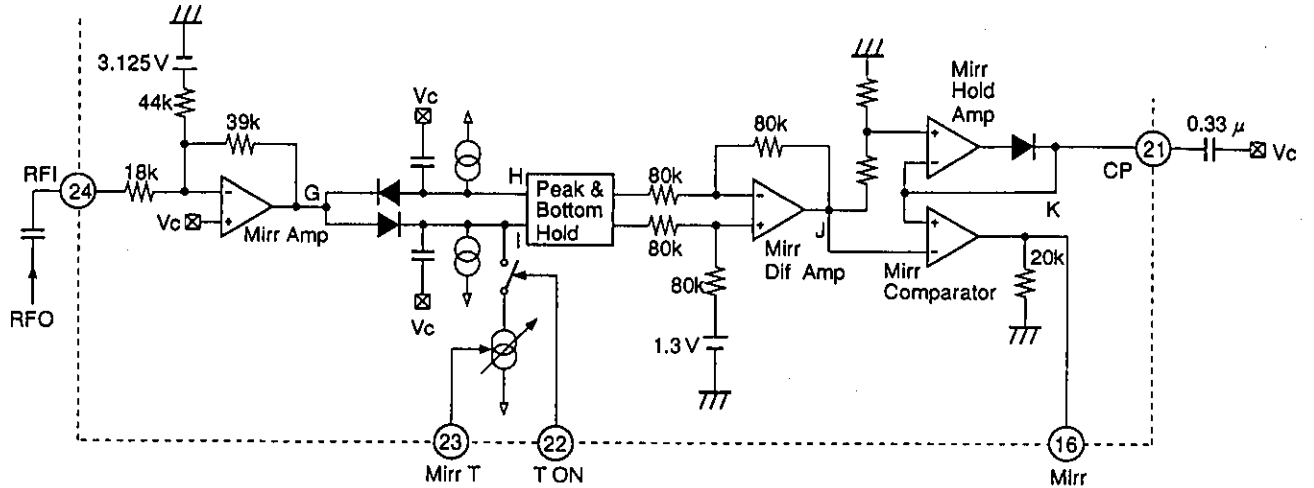 3.125 V
44k
39k
RFI
24
18k
Vc
Mirr Amp
RFO
G
Vc
Vc
H
I
Peak &
Bottom
Hold
80k
80k
80k
80k
1.3 V
Mirr
Dif Amp
J
Mirr
Hold
Amp
Mirr
Comparator
K
20k
CP
21
0.33 μ
Vc
23
Mirr T
22
T ON
16
Mirr